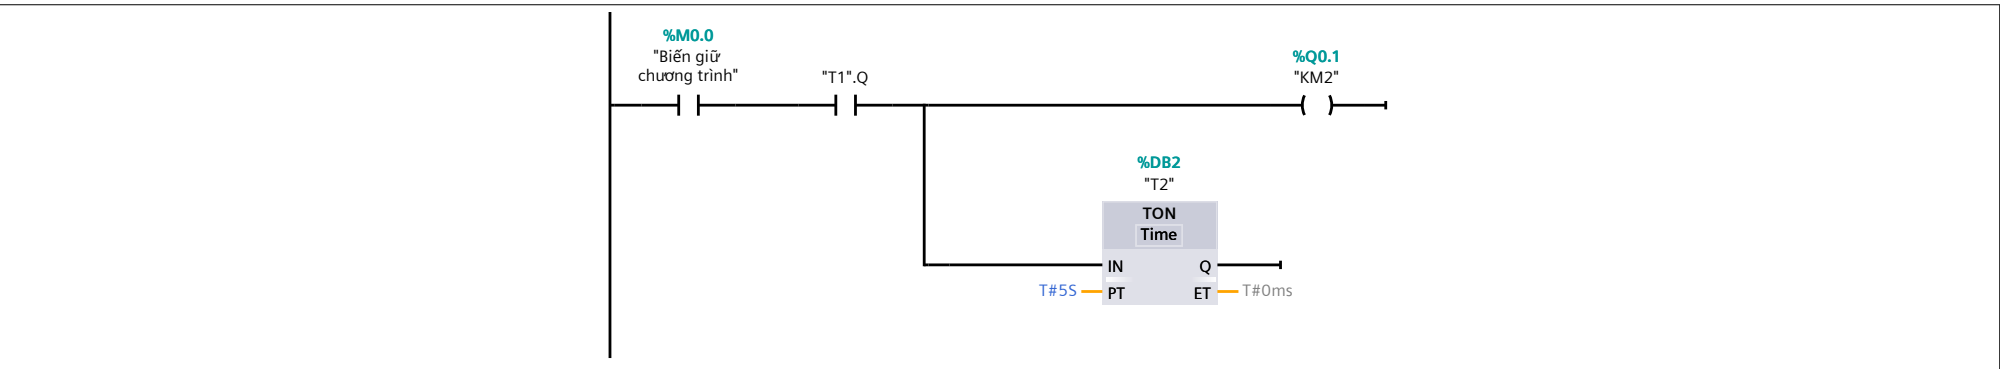 %M0.0
"Biến giữ
chương trình"
"T1".Q
%Q0.1
"KM2"
%DB2
"T2"
TON
Time
IN
Q
T#5S
PT
ET
T#0ms